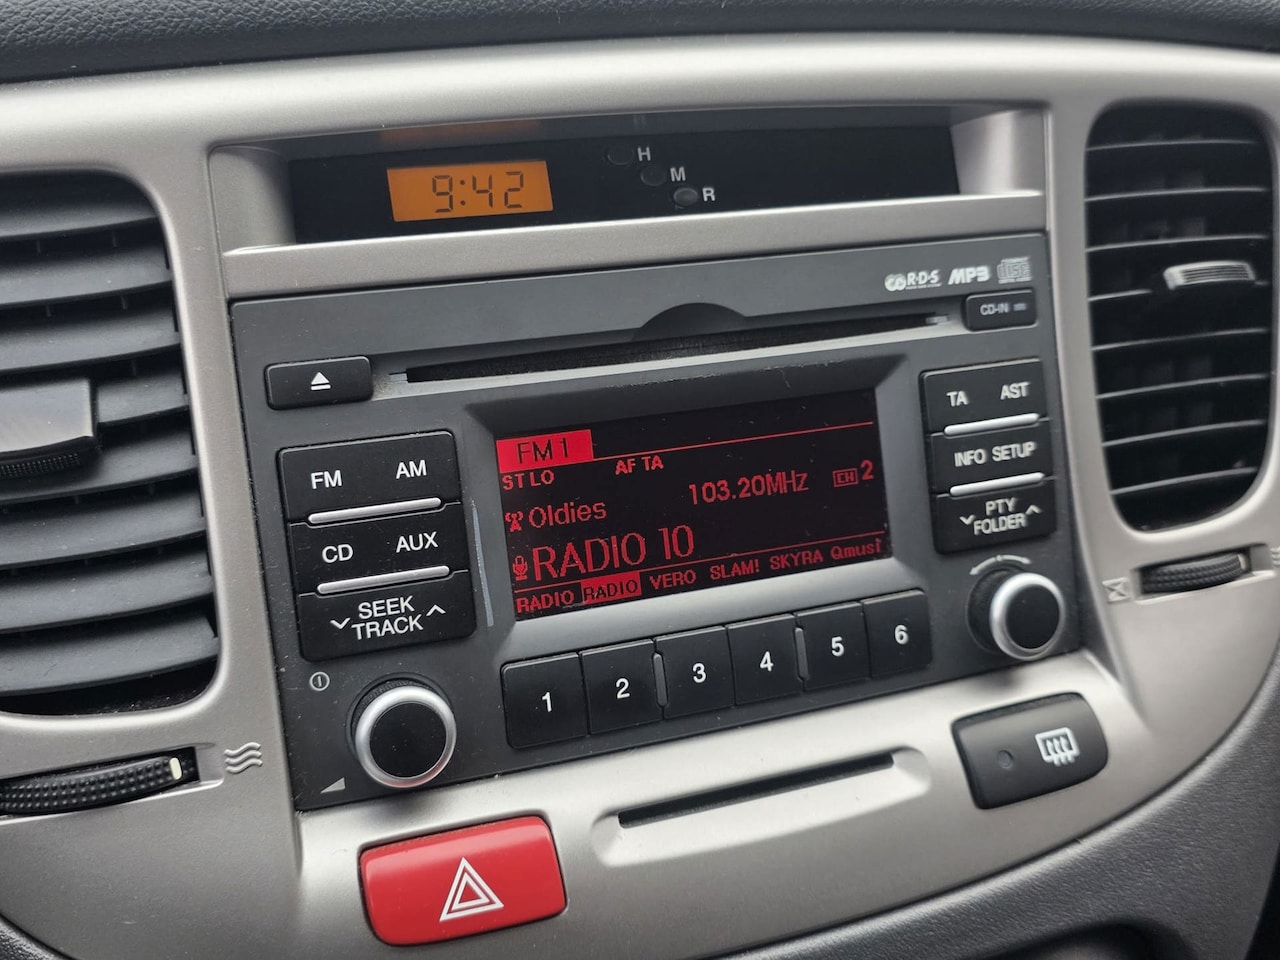 9:42
H
M
R
R·D·S MP3
CD-IN
FM AM
CD AUX
SEEK
TRACK
FM1
ST LO AF TA
Oldies 103.20MHz CH 2
RADIO 10
RADIO RADIO VERO SLAM! SKYRA Qmusi
TA AST
INFO SETUP
PTY
FOLDER
1 2 3 4 5 6